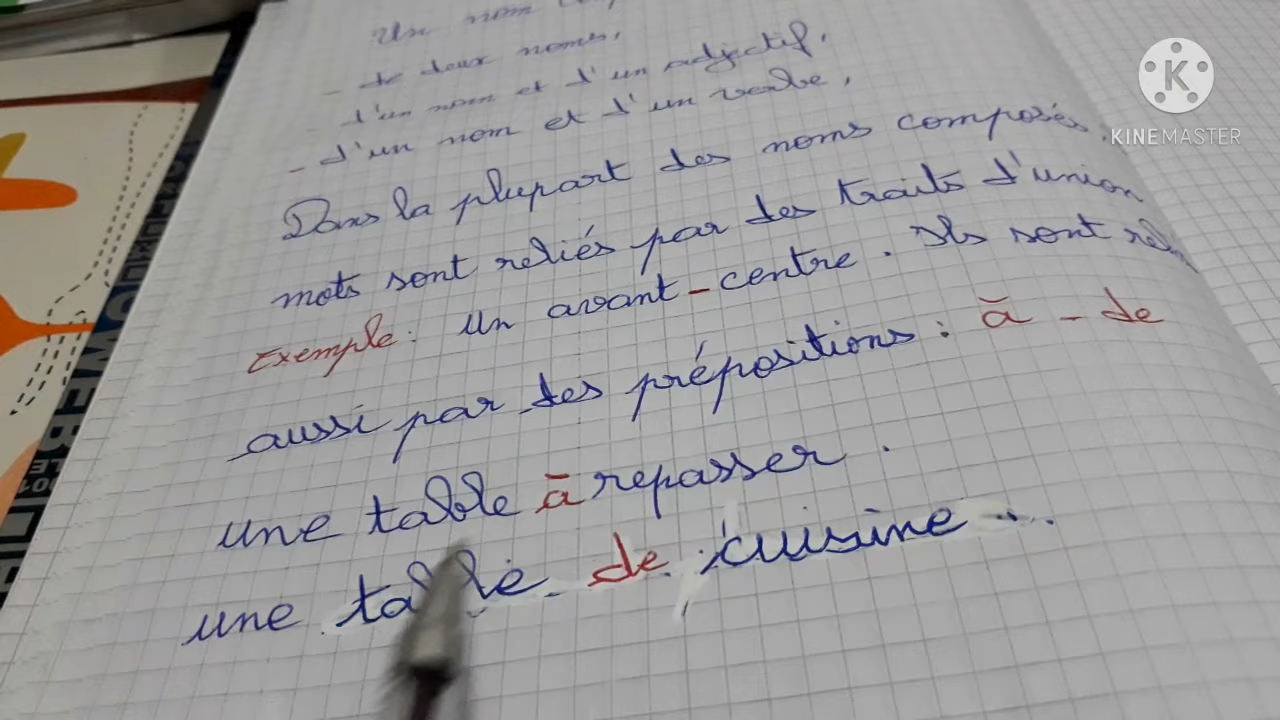 Un nom
- de deux noms,
- d'un nom et d'un adjectif,
- d'un nom et d'un verbe,
Dans la plupart des noms composés,
mots sont reliés par des traits d'union
Exemple: un avant-centre. Ils sont
aussi par des prépositions: à - de
une table à repasser.
une table de cuisine...
KINEMASTER